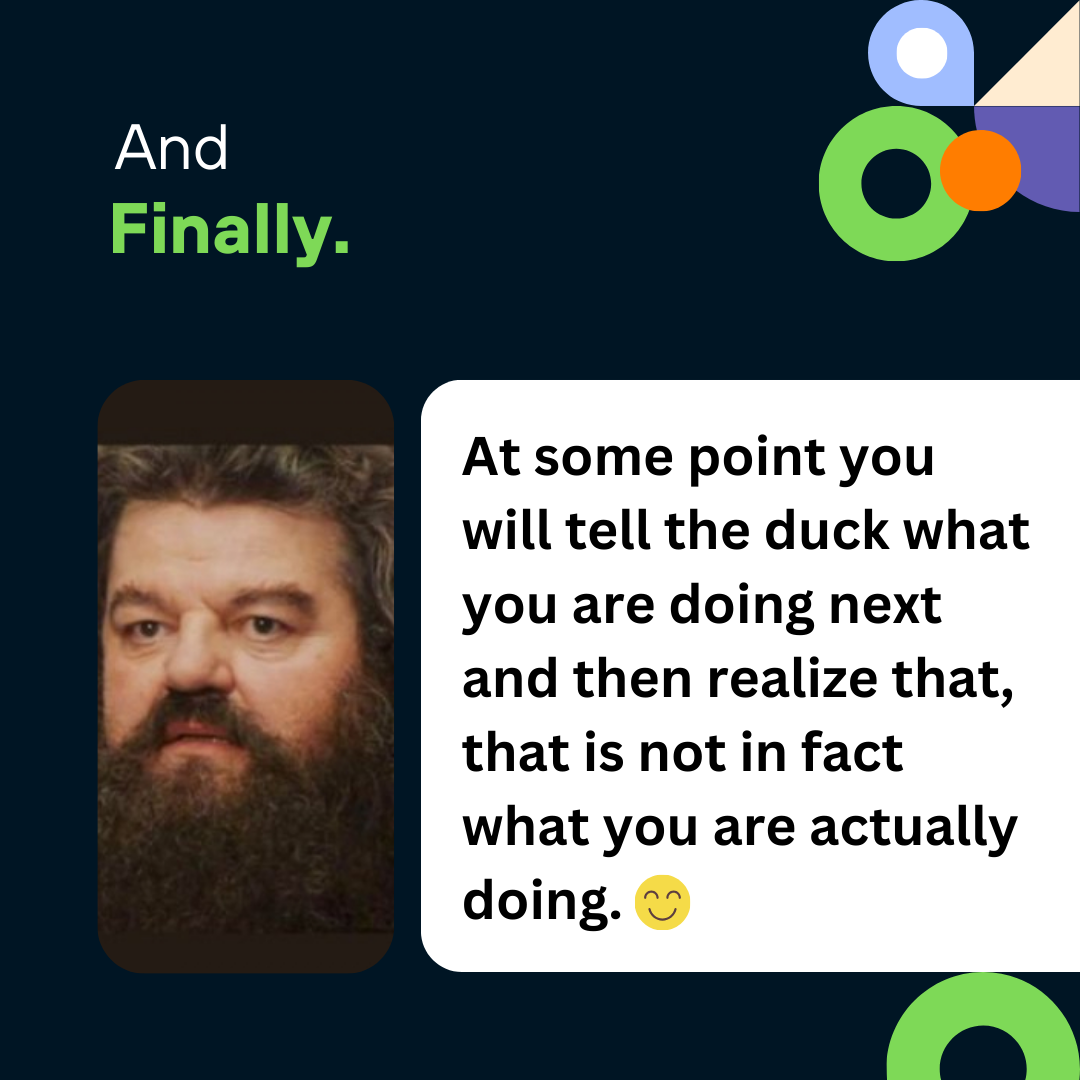 And
Finally.
At some point you
will tell the duck what
you are doing next
and then realize that,
that is not in fact
what you are actually
doing. 😊